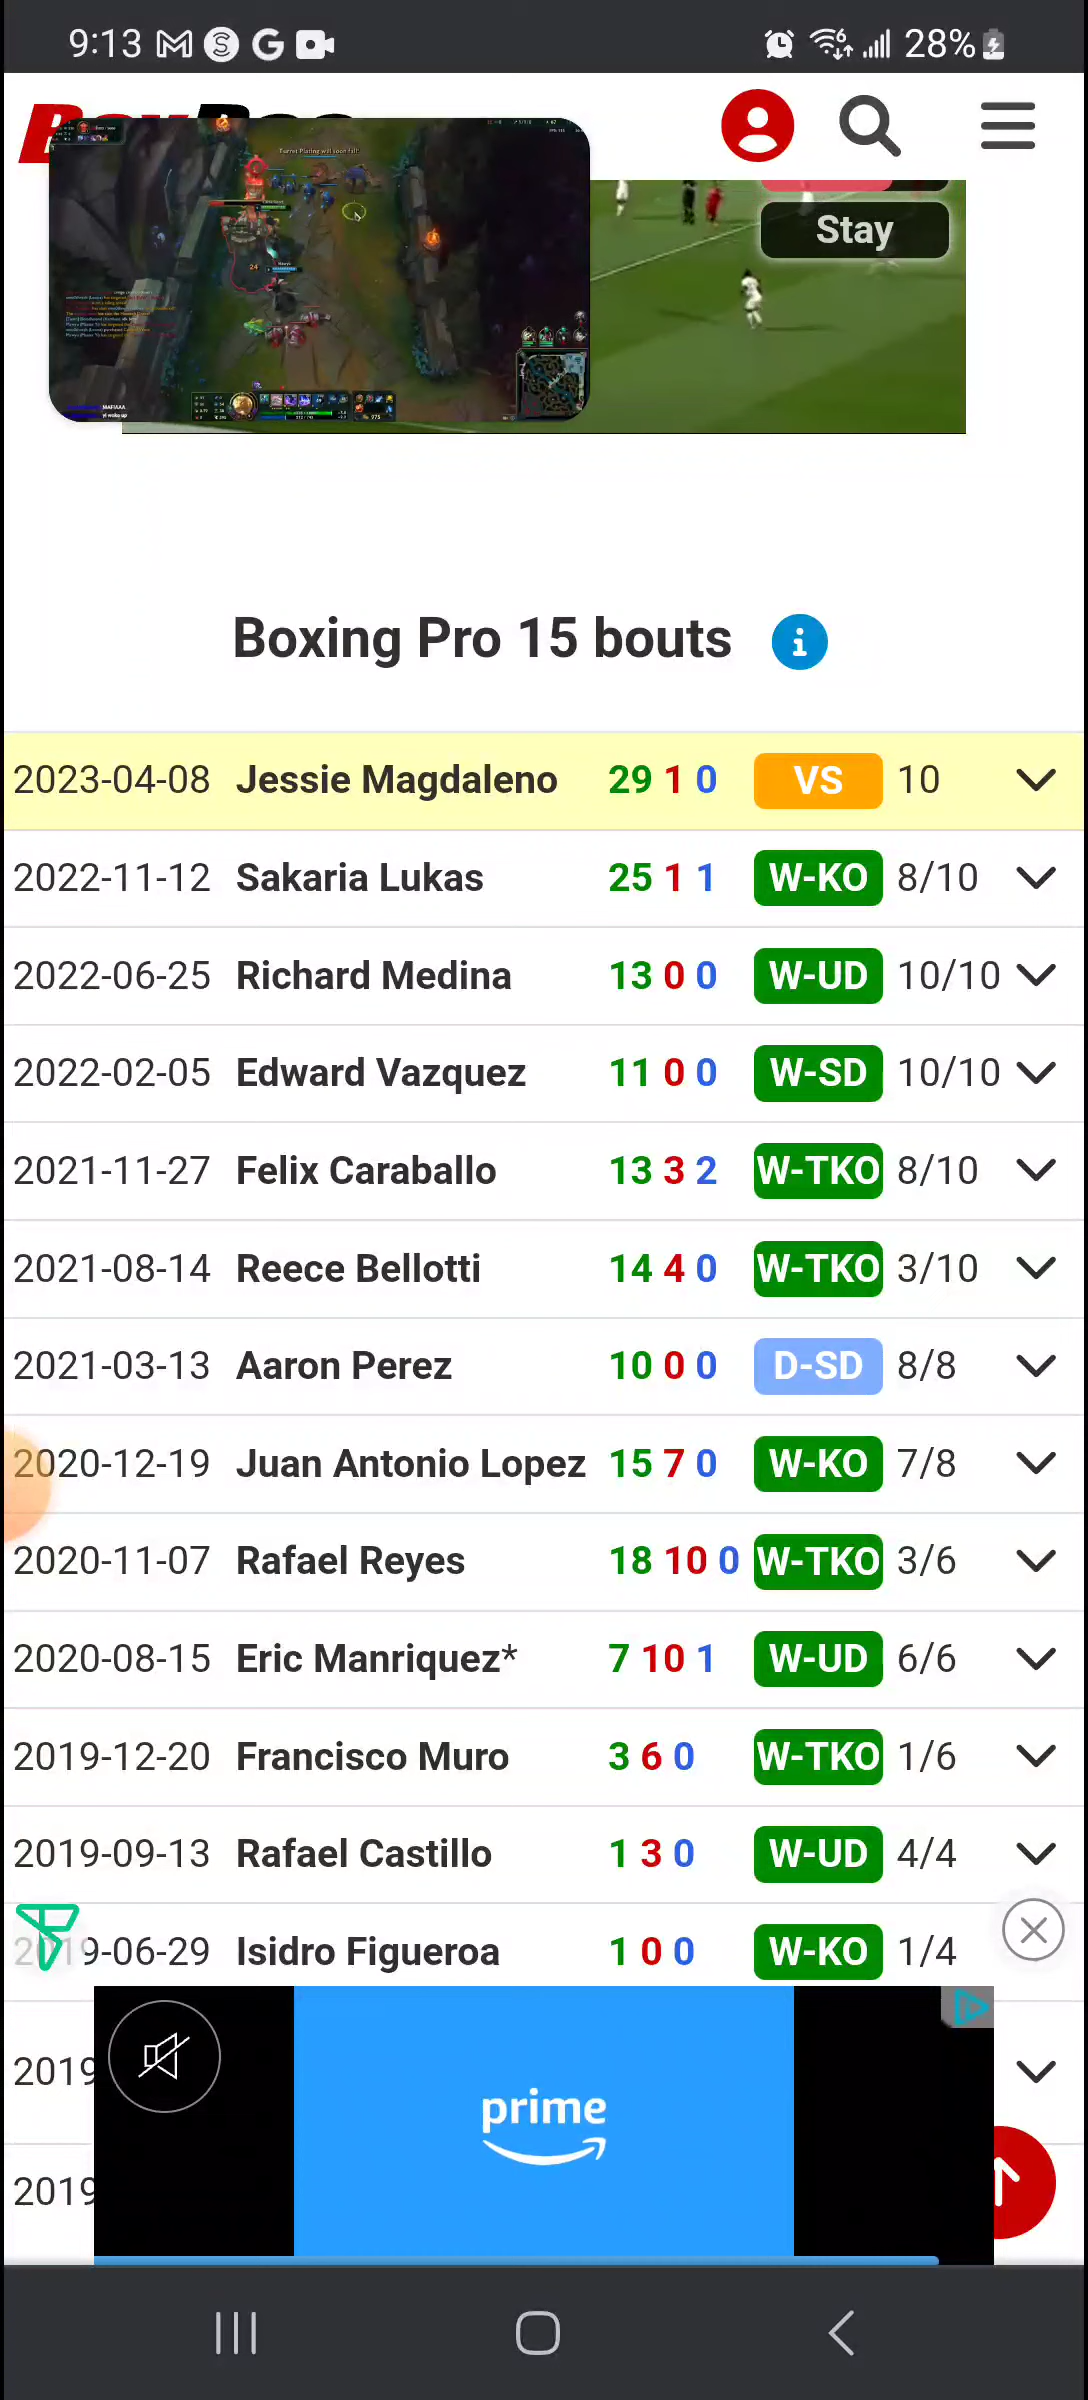 9:13
28%
Turret Plating will soon fall!
Stay
Boxing Pro 15 bouts
2023-04-08 Jessie Magdaleno 29 1 0 VS 10
2022-11-12 Sakaria Lukas 25 1 1 W-KO 8/10
2022-06-25 Richard Medina 13 0 0 W-UD 10/10
2022-02-05 Edward Vazquez 11 0 0 W-SD 10/10
2021-11-27 Felix Caraballo 13 3 2 W-TKO 8/10
2021-08-14 Reece Bellotti 14 4 0 W-TKO 3/10
2021-03-13 Aaron Perez 10 0 0 D-SD 8/8
2020-12-19 Juan Antonio Lopez 15 7 0 W-KO 7/8
2020-11-07 Rafael Reyes 18 10 0 W-TKO 3/6
2020-08-15 Eric Manriquez* 7 10 1 W-UD 6/6
2019-12-20 Francisco Muro 3 6 0 W-TKO 1/6
2019-09-13 Rafael Castillo 1 3 0 W-UD 4/4
2019-06-29 Isidro Figueroa 1 0 0 W-KO 1/4
2019
prime
2019